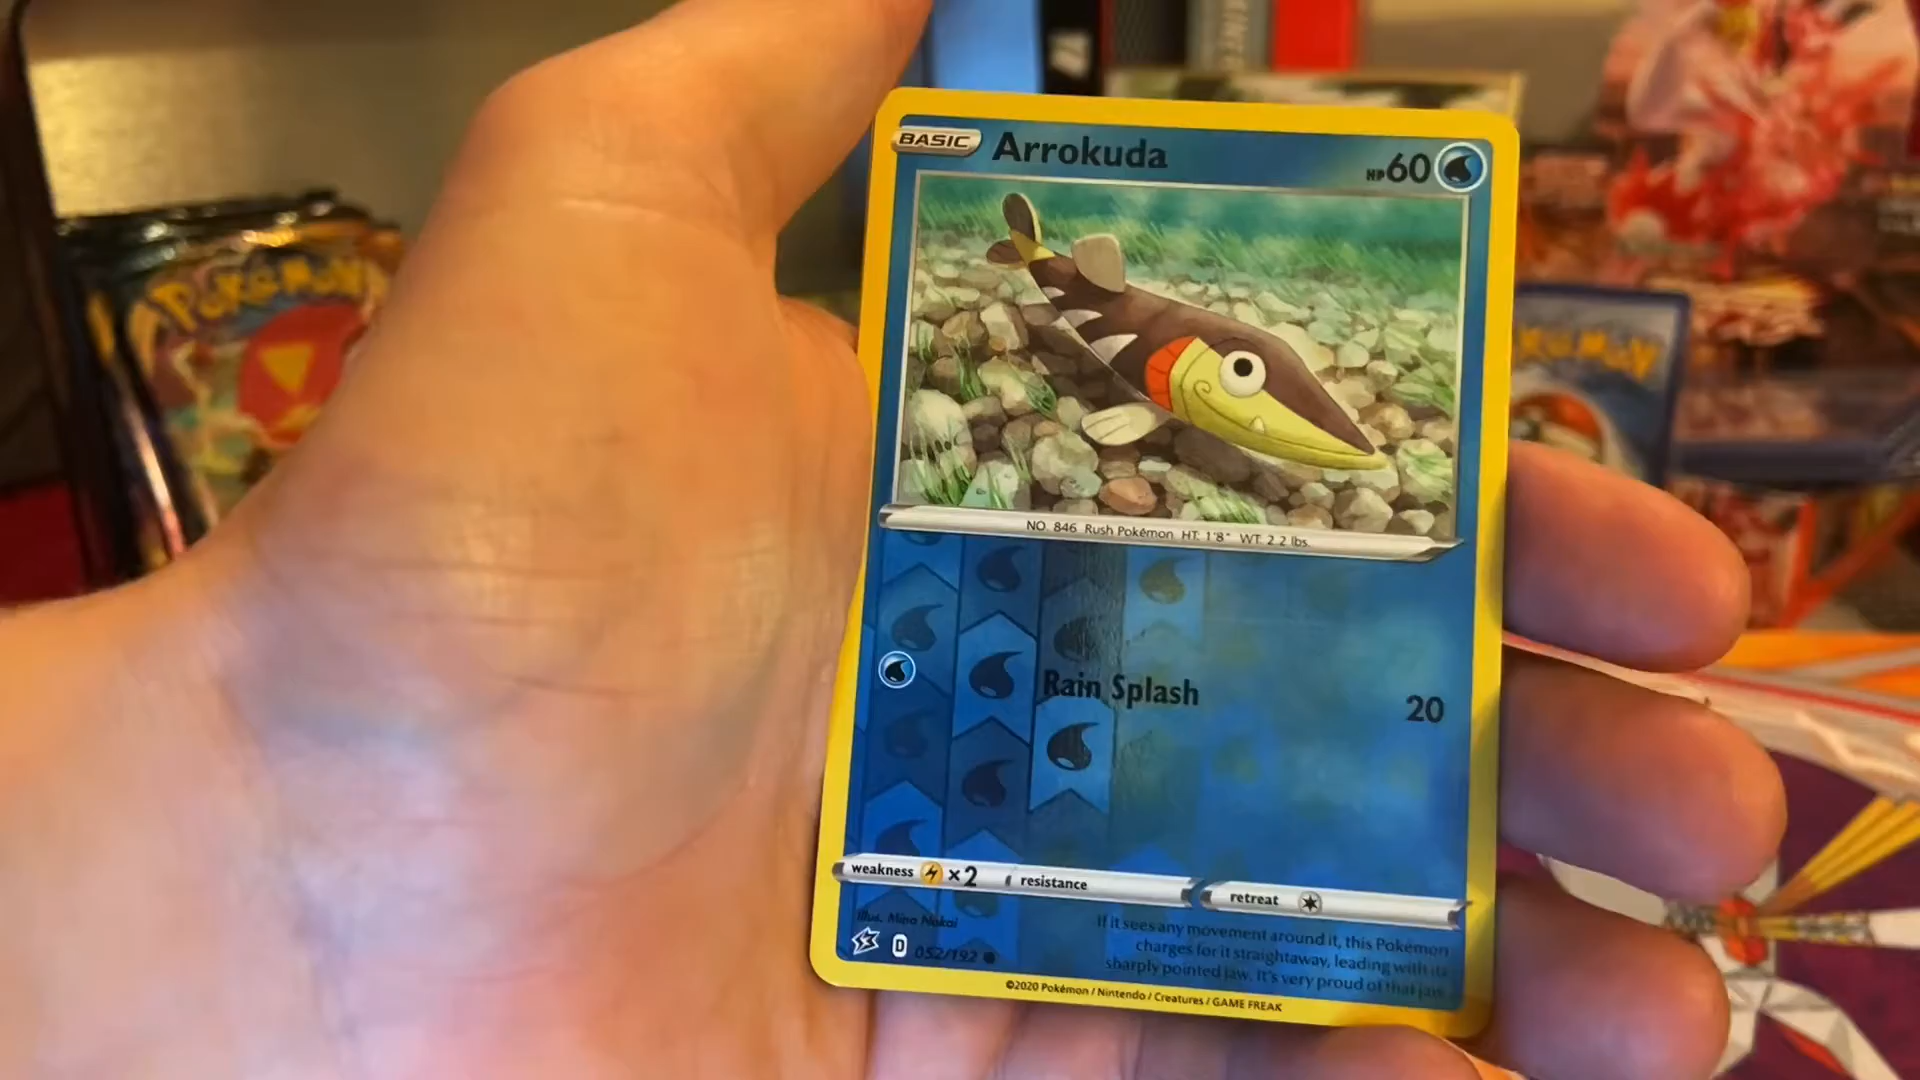 BASIC Arrokuda HP60
NO. 846 Rush Pokémon HT: 1'8" WT: 2.2 lbs.
Rain Splash 20
weakness ×2 resistance retreat
Illus. Mina Nakai
D 052/192
If it sees any movement around it, this Pokémon
charges for it straightaway, leading with its
sharply pointed jaw. It's very proud of that jaw.
©2020 Pokémon / Nintendo / Creatures / GAME FREAK
POKéMON